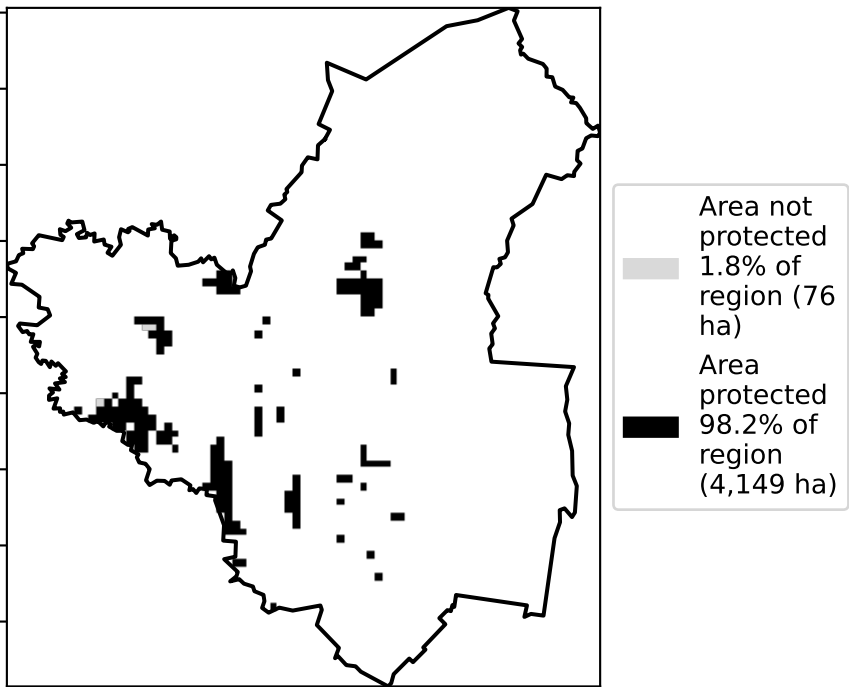 Area not
protected
1.8% of
region (76
ha)
Area
protected
98.2% of
region
(4,149 ha)